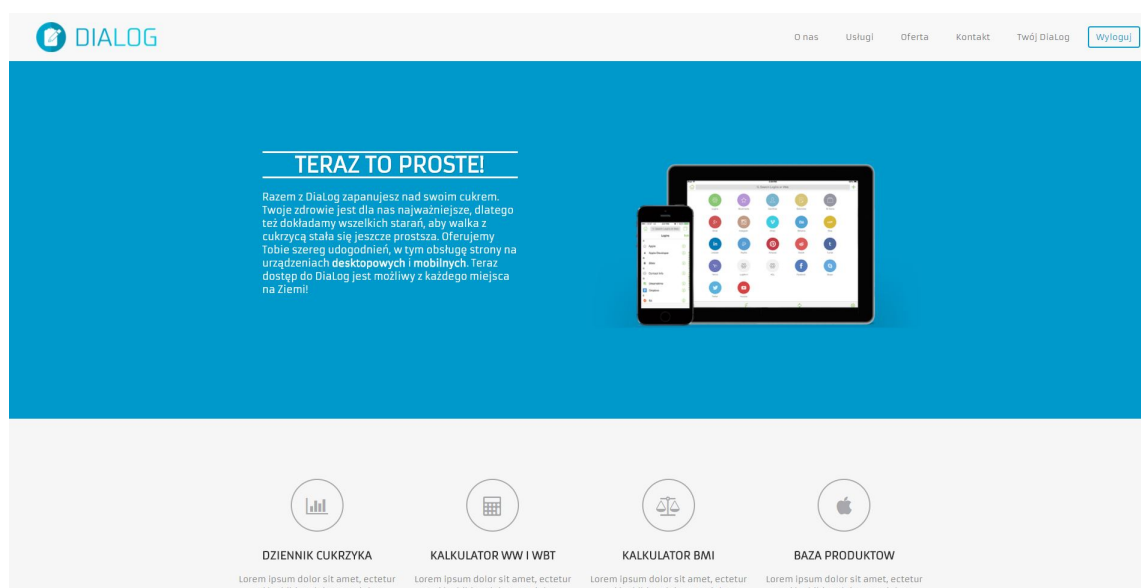 DIALOG
O nas Usługi Oferta Kontakt Twój DiaLog Wyloguj
TERAZ TO PROSTE!
Razem z DiaLog zapanujesz nad swoim cukrem.
Twoje zdrowie jest dla nas najważniejsze, dlatego
też dokładamy wszelkich starań, aby walka z
cukrzycą stała się jeszcze prostsza. Oferujemy
Tobie szereg udogodnień, w tym obsługę strony na
urządzeniach desktopowych i mobilnych. Teraz
dostęp do DiaLog jest możliwy z każdego miejsca
na Ziemi!
DZIENNIK CUKRZYKA KALKULATOR WW I WBT KALKULATOR BMI BAZA PRODUKTOW
Lorem ipsum dolor sit amet, ectetur Lorem ipsum dolor sit amet, ectetur Lorem ipsum dolor sit amet, ectetur Lorem ipsum dolor sit amet, ectetur